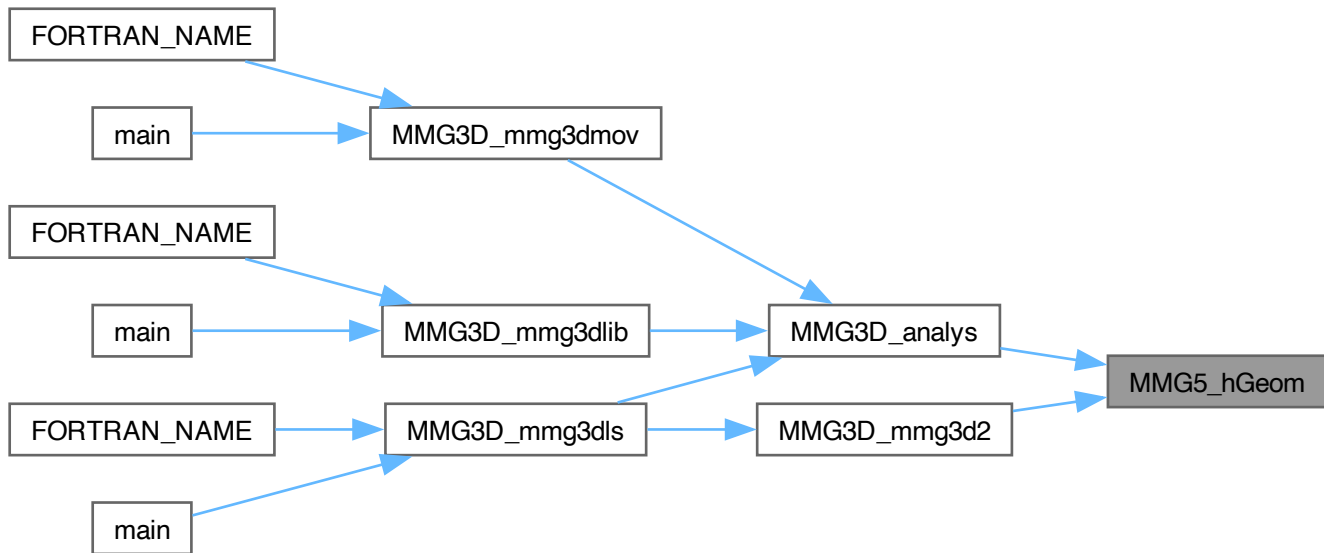 FORTRAN_NAME
main
MMG3D_mmg3dmov
FORTRAN_NAME
main
MMG3D_mmg3dlib
MMG3D_analys
MMG5_hGeom
FORTRAN_NAME
MMG3D_mmg3dls
MMG3D_mmg3d2
main